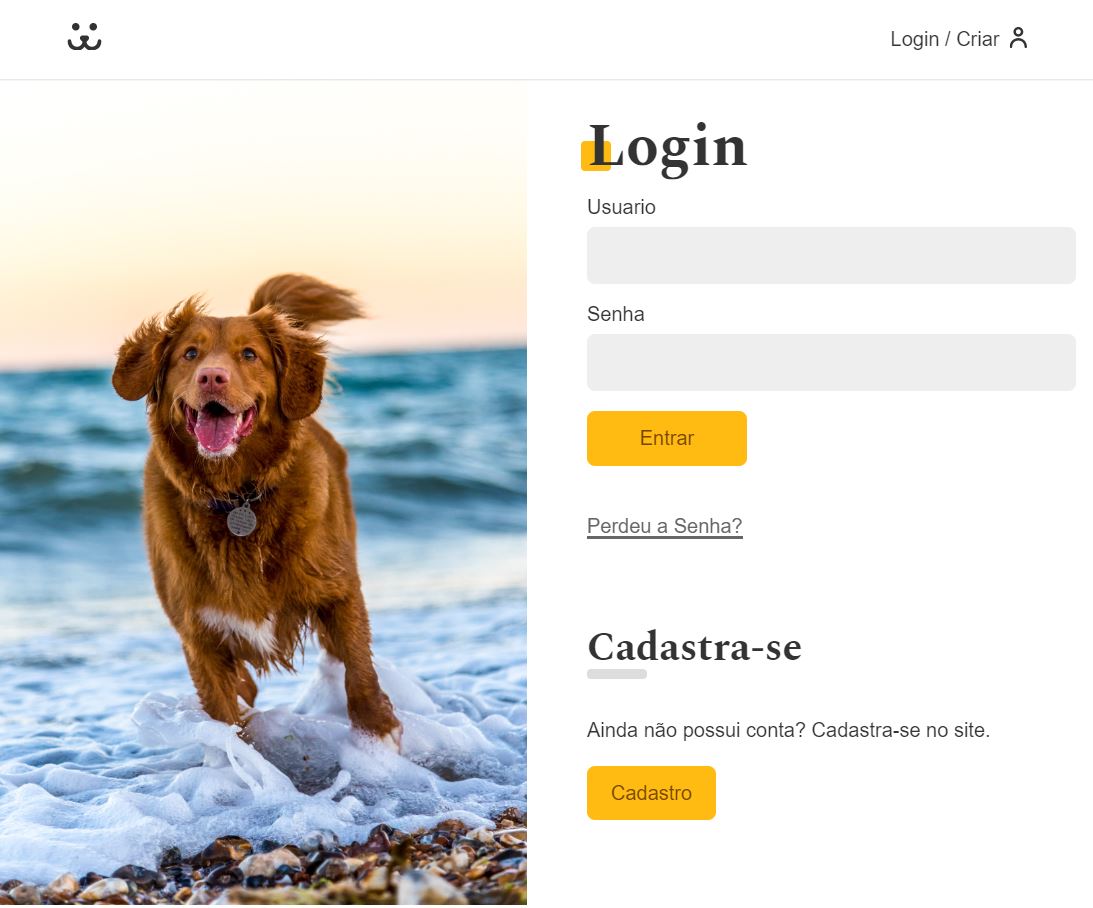 Login / Criar
Login
Usuario
Senha
Entrar
Perdeu a Senha?
Cadastra-se
Ainda não possui conta? Cadastra-se no site.
Cadastro